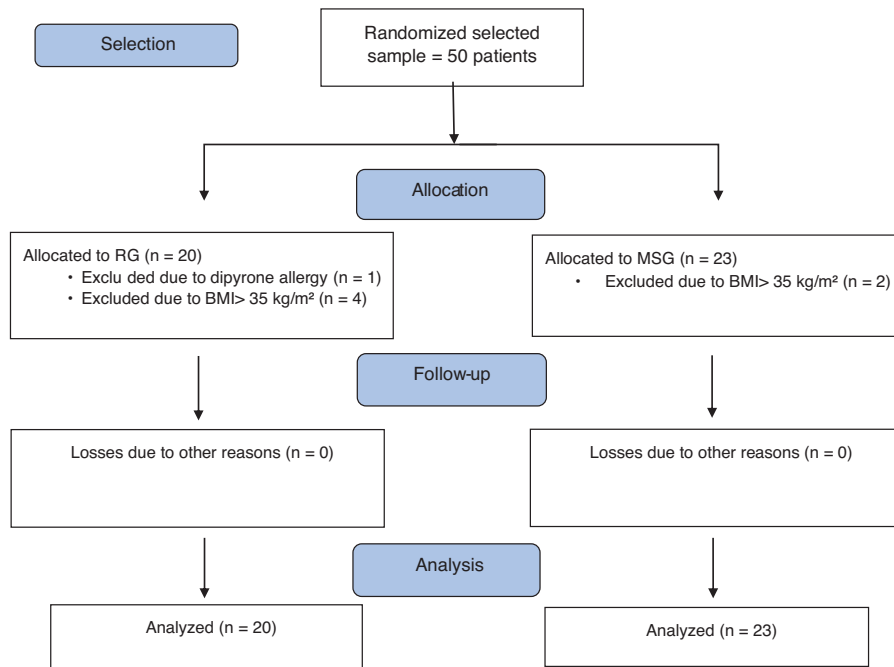 Selection
Randomized selected
sample = 50 patients
Allocation
Allocated to RG (n = 20)
• Exclu ded due to dipyrone allergy (n = 1)
• Excluded due to BMI> 35 kg/m² (n = 4)
Allocated to MSG (n = 23)
• Excluded due to BMI> 35 kg/m² (n = 2)
Follow-up
Losses due to other reasons (n = 0)
Losses due to other reasons (n = 0)
Analysis
Analyzed (n = 20)
Analyzed (n = 23)